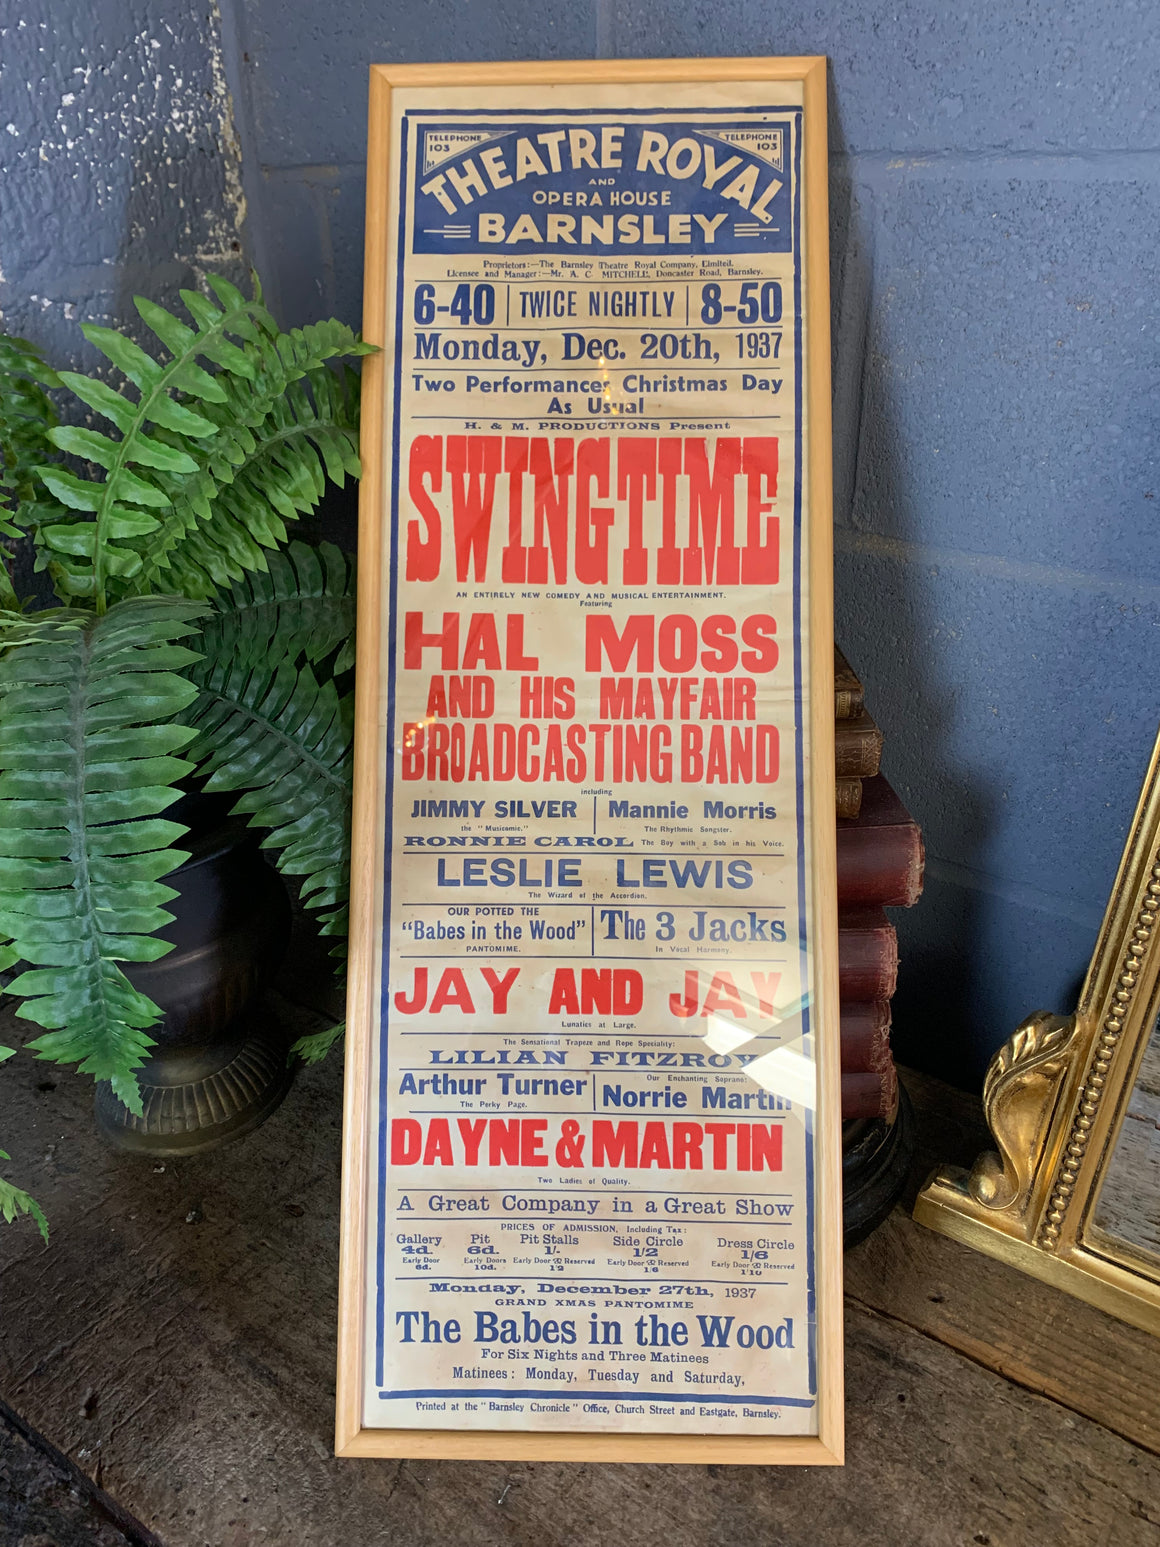 TELEPHONE 103
TELEPHONE 103
THEATRE ROYAL
AND
OPERA HOUSE
BARNSLEY
Proprietors:—The Barnsley Theatre Royal Company, Limited.
Licensee and Manager:—Mr. A. C. MITCHELL, Doncaster Road, Barnsley.
6-40 TWICE NIGHTLY 8-50
Monday, Dec. 20th, 1937
Two Performances Christmas Day
As Usual
H. & M. PRODUCTIONS Present
SWINGTIME
AN ENTIRELY NEW COMEDY AND MUSICAL ENTERTAINMENT.
Featuring
HAL MOSS
AND HIS MAYFAIR
BROADCASTING BAND
including
JIMMY SILVER Mannie Morris
the "Musicomic." The Rhythmic Songster.
RONNIE CAROL The Boy with a Sob in his Voice.
LESLIE LEWIS
The Wizard of the Accordion.
OUR POTTED THE
"Babes in the Wood" The 3 Jacks
PANTOMIME. In Vocal Harmony.
JAY AND JAY
Lunatics at Large.
The Sensational Trapeze and Rope Speciality:
LILIAN FITZROY
Our Enchanting Soprano:
Arthur Turner Norrie Martin
The Perky Page.
DAYNE & MARTIN
Two Ladies of Quality.
A Great Company in a Great Show
PRICES OF ADMISSION, Including Tax:
Gallery Pit Pit Stalls Side Circle Dress Circle
4d. 6d. 1/- 1/2 1/6
Early Door Early Doors Early Door & Reserved Early Door & Reserved Early Door & Reserved
6d. 10d. 1'3 1'6 1'10
Monday, December 27th, 1937
GRAND XMAS PANTOMIME
The Babes in the Wood
For Six Nights and Three Matinees
Matinees: Monday, Tuesday and Saturday,
Printed at the "Barnsley Chronicle" Office, Church Street and Eastgate, Barnsley.